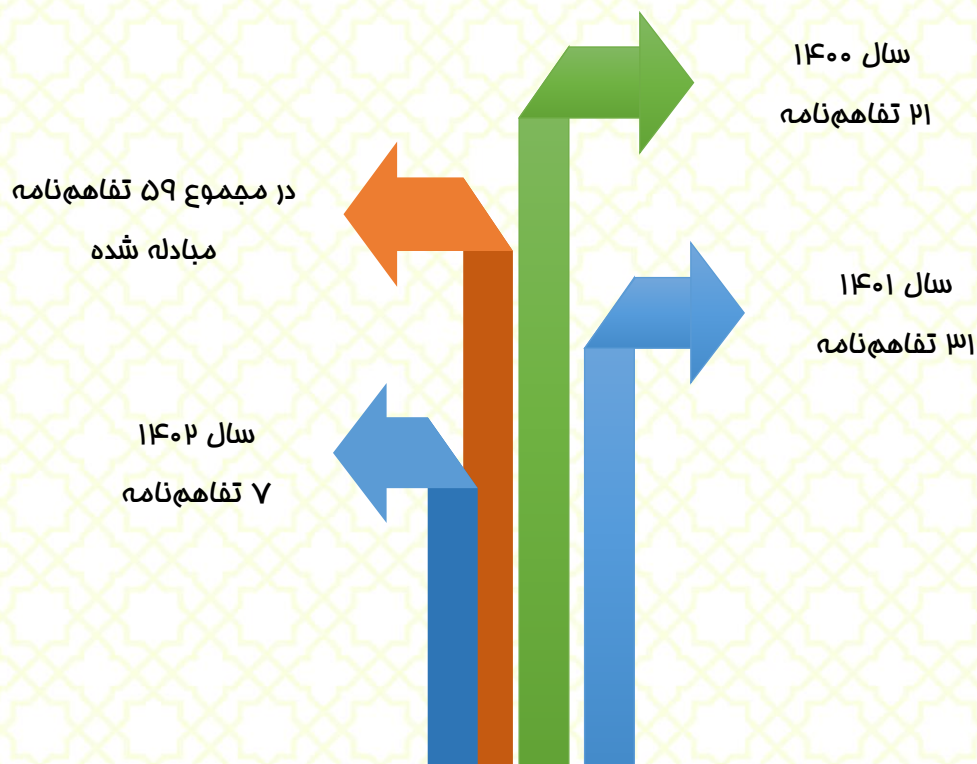 سال ۱۴۰۰
۲۱ تفاهم‌نامه
در مجموع ۵۹ تفاهم‌نامه
مبادله شده
سال ۱۴۰۱
۳۱ تفاهم‌نامه
سال ۱۴۰۲
۷ تفاهم‌نامه